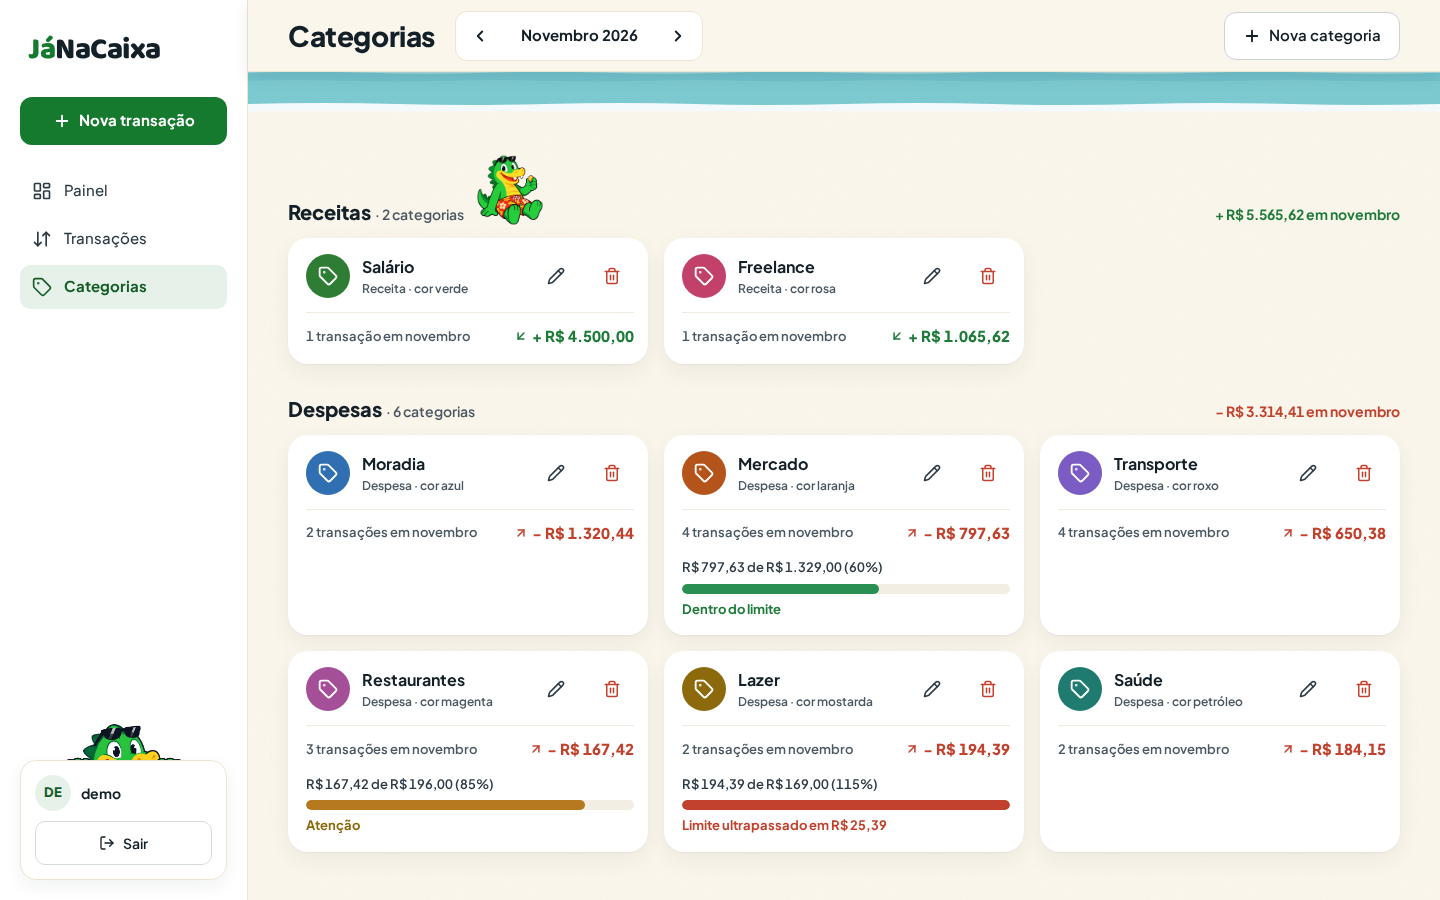 JáNaCaixa
Nova transação
Painel
Transações
Categorias
DE
demo
Sair
Categorias
Novembro 2026
Nova categoria
Receitas · 2 categorias
+ R$ 5.565,62 em novembro
Salário
Receita · cor verde
1 transação em novembro
+ R$ 4.500,00
Freelance
Receita · cor rosa
1 transação em novembro
+ R$ 1.065,62
Despesas · 6 categorias
− R$ 3.314,41 em novembro
Moradia
Despesa · cor azul
2 transações em novembro
− R$ 1.320,44
Mercado
Despesa · cor laranja
4 transações em novembro
− R$ 797,63
R$ 797,63 de R$ 1.329,00 (60%)
Dentro do limite
Transporte
Despesa · cor roxo
4 transações em novembro
− R$ 650,38
Restaurantes
Despesa · cor magenta
3 transações em novembro
− R$ 167,42
R$ 167,42 de R$ 196,00 (85%)
Atenção
Lazer
Despesa · cor mostarda
2 transações em novembro
− R$ 194,39
R$ 194,39 de R$ 169,00 (115%)
Limite ultrapassado em R$ 25,39
Saúde
Despesa · cor petróleo
2 transações em novembro
− R$ 184,15